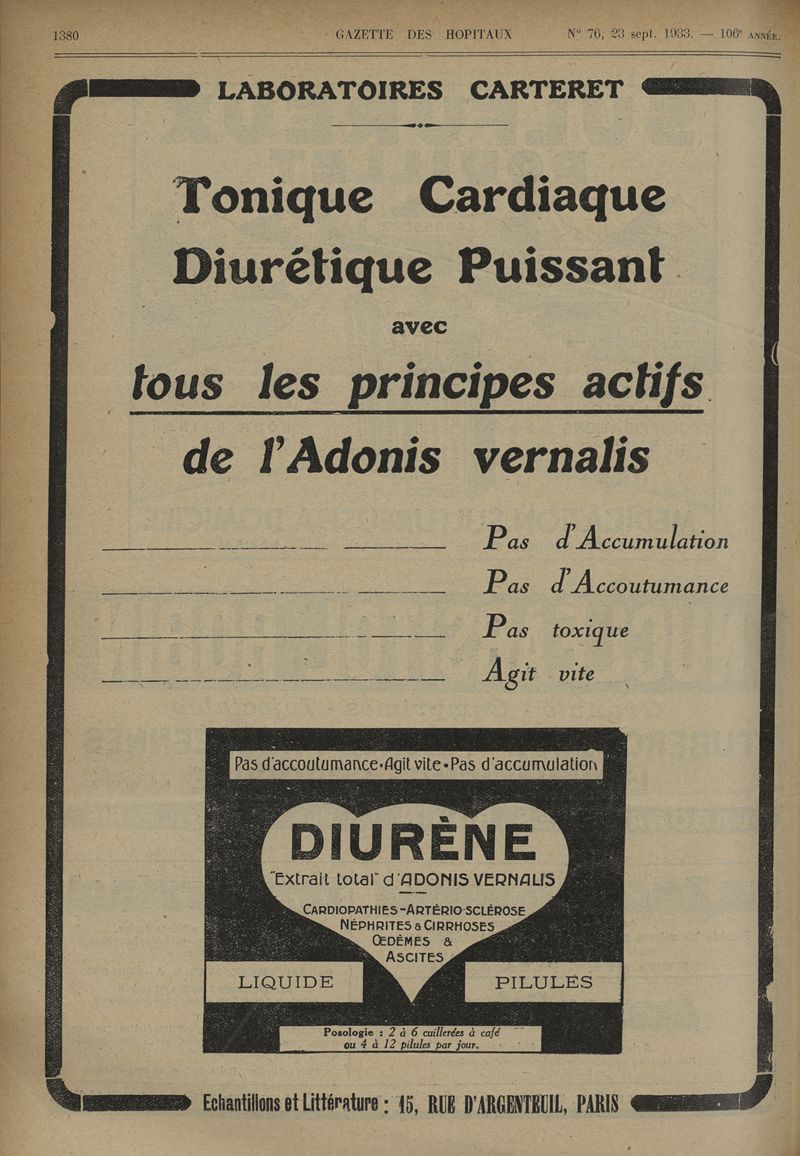 1380 GAZETTE DES HOPITAUX N° 76, 23 sept. 1933. — 106e ANNÉE.
LABORATOIRES CARTERET
Tonique Cardiaque
Diurétique Puissant
avec
tous les principes actifs
de l'Adonis vernalis
Pas d'Accumulation
Pas d'Accoutumance
Pas toxique
Agit vite
Pas d'accoutumance·Agit vite·Pas d'accumulation
DIURÈNE
"Extrait total" d'ADONIS VERNALIS
CARDIOPATHIES-ARTÉRIO-SCLÉROSE
NÉPHRITES & CIRRHOSES
ŒDÈMES &
ASCITES
LIQUIDE PILULES
Posologie : 2 à 6 cuillerées à café
ou 4 à 12 pilules par jour.
Echantillons et Littérature : 15, RUE D'ARGENTEUIL, PARIS